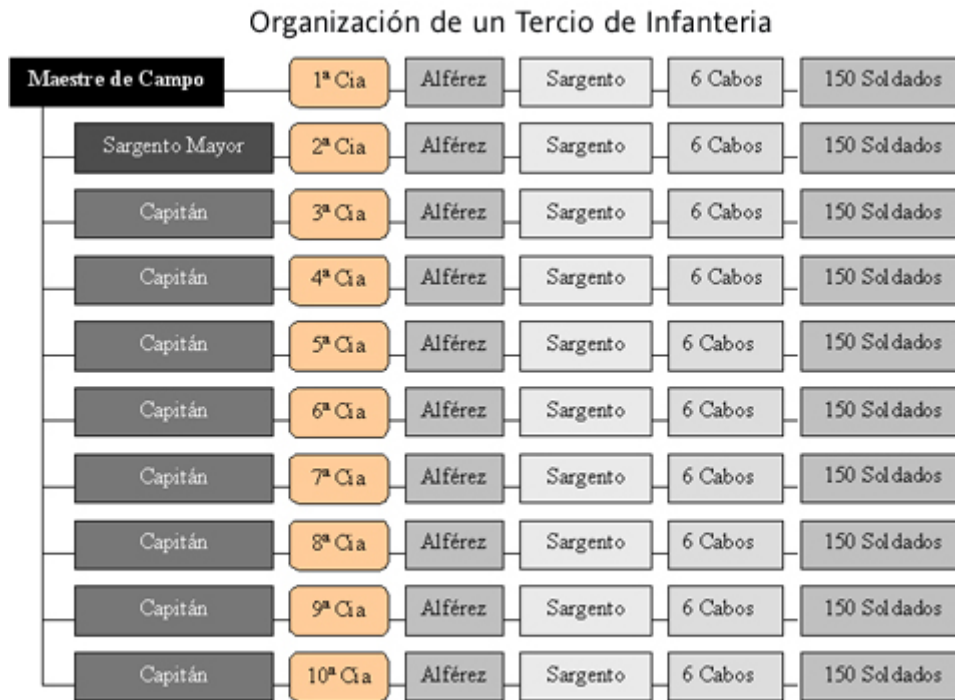 Organización de un Tercio de Infanteria
Maestre de Campo 1ª Cia Alférez Sargento 6 Cabos 150 Soldados
Sargento Mayor 2ª Cia Alférez Sargento 6 Cabos 150 Soldados
Capitán 3ª Cia Alférez Sargento 6 Cabos 150 Soldados
Capitán 4ª Cia Alférez Sargento 6 Cabos 150 Soldados
Capitán 5ª Cia Alférez Sargento 6 Cabos 150 Soldados
Capitán 6ª Cia Alférez Sargento 6 Cabos 150 Soldados
Capitán 7ª Cia Alférez Sargento 6 Cabos 150 Soldados
Capitán 8ª Cia Alférez Sargento 6 Cabos 150 Soldados
Capitán 9ª Cia Alférez Sargento 6 Cabos 150 Soldados
Capitán 10ª Cia Alférez Sargento 6 Cabos 150 Soldados